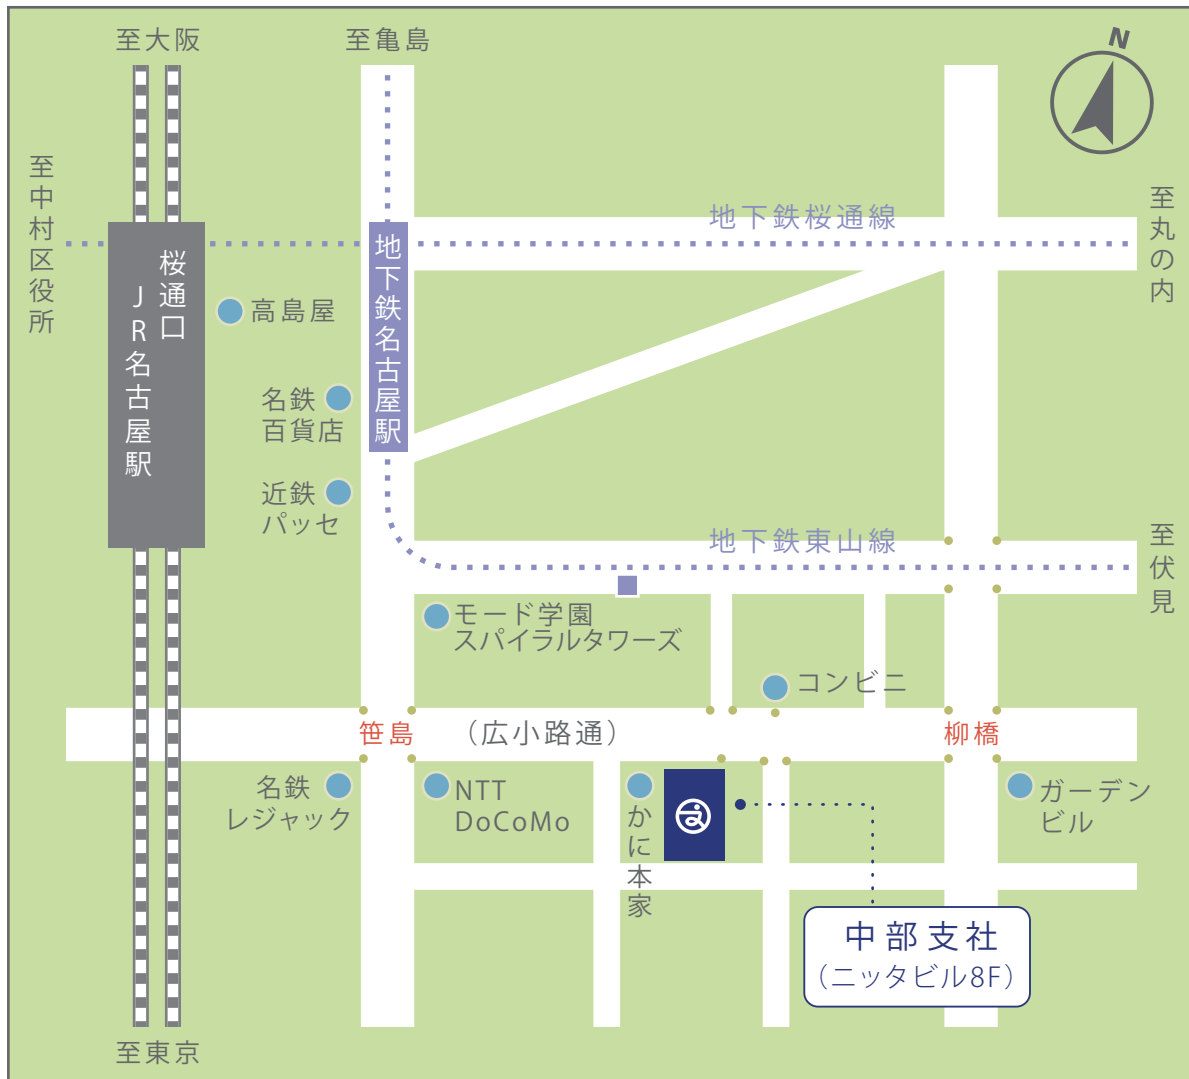 至大阪
至亀島
N
至中村区役所
至丸の内
地下鉄桜通線
桜通口
JR名古屋駅
地下鉄名古屋駅
高島屋
名鉄
百貨店
近鉄
パッセ
地下鉄東山線
至伏見
モード学園
スパイラルタワーズ
コンビニ
笹島
（広小路通）
柳橋
名鉄
レジャック
NTT
DoCoMo
かに本家
ガーデン
ビル
中部支社
（ニッタビル8F）
至東京